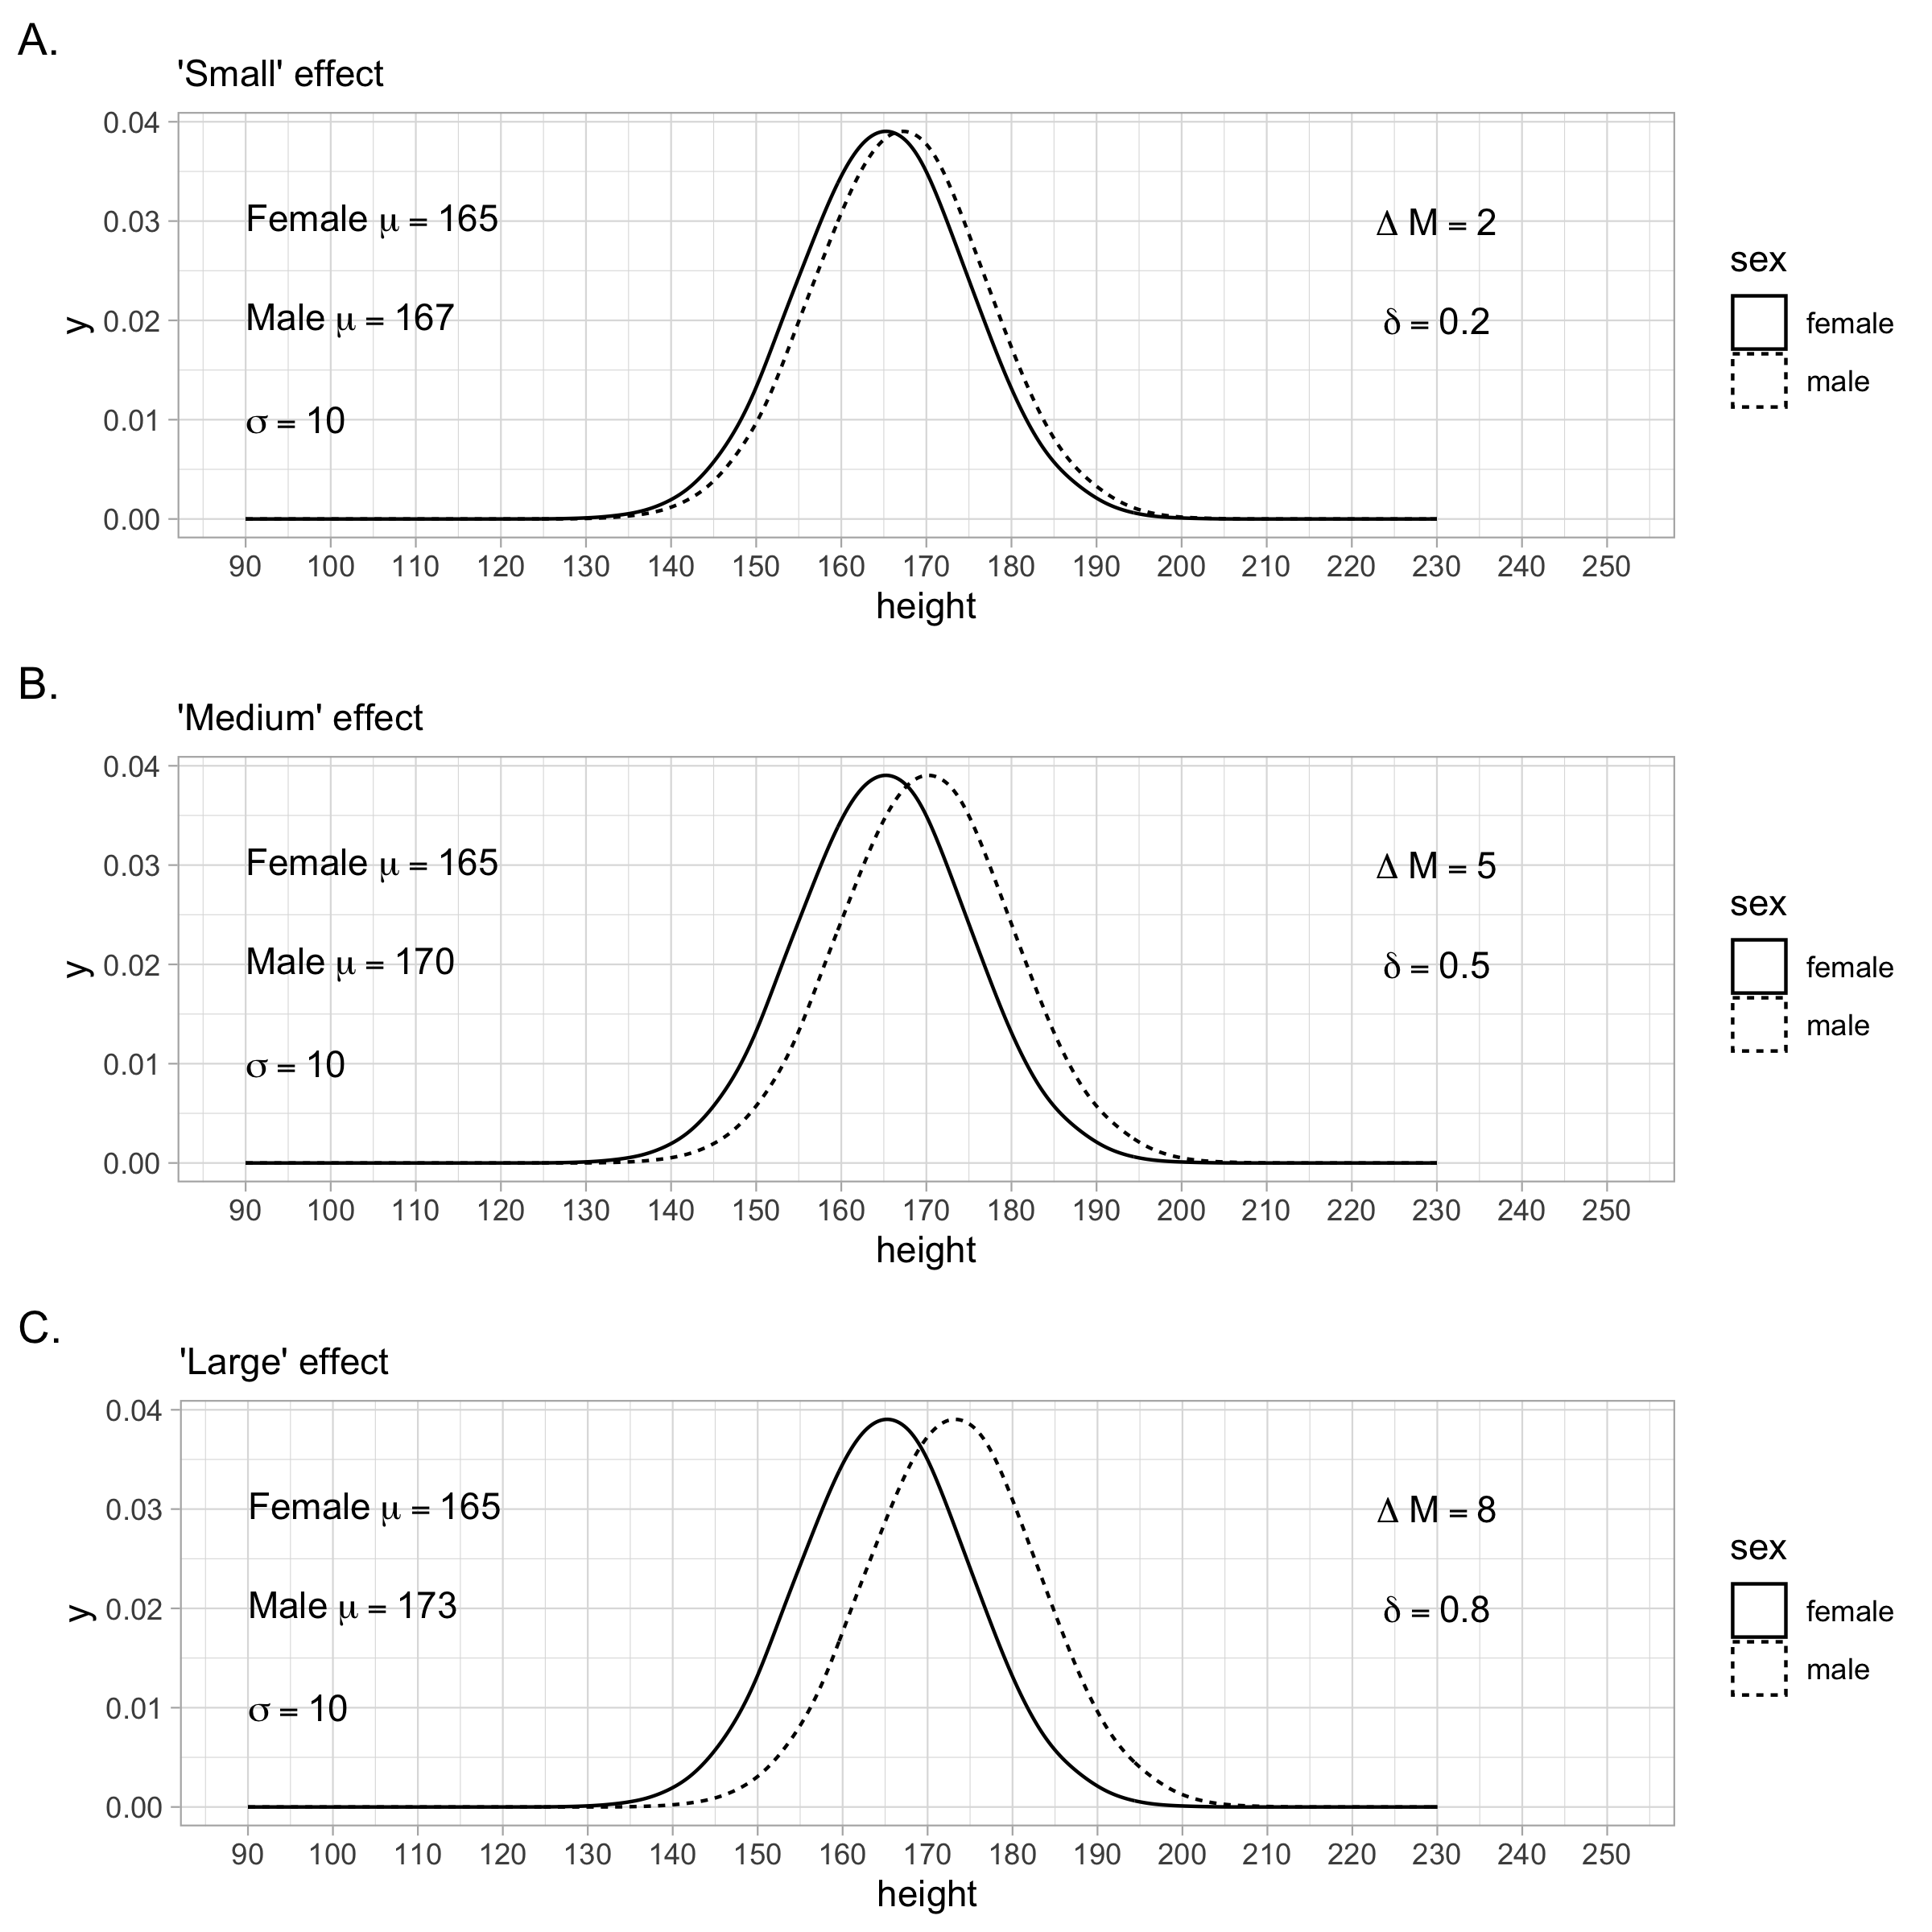 A.
'Small' effect
0.04
0.03
0.02
0.01
0.00
y
Female μ = 165
Male μ = 167
σ = 10
Δ M = 2
δ = 0.2
90 100 110 120 130 140 150 160 170 180 190 200 210 220 230 240 250
height
sex
female
male
B.
'Medium' effect
0.04
0.03
0.02
0.01
0.00
y
Female μ = 165
Male μ = 170
σ = 10
Δ M = 5
δ = 0.5
90 100 110 120 130 140 150 160 170 180 190 200 210 220 230 240 250
height
sex
female
male
C.
'Large' effect
0.04
0.03
0.02
0.01
0.00
y
Female μ = 165
Male μ = 173
σ = 10
Δ M = 8
δ = 0.8
90 100 110 120 130 140 150 160 170 180 190 200 210 220 230 240 250
height
sex
female
male